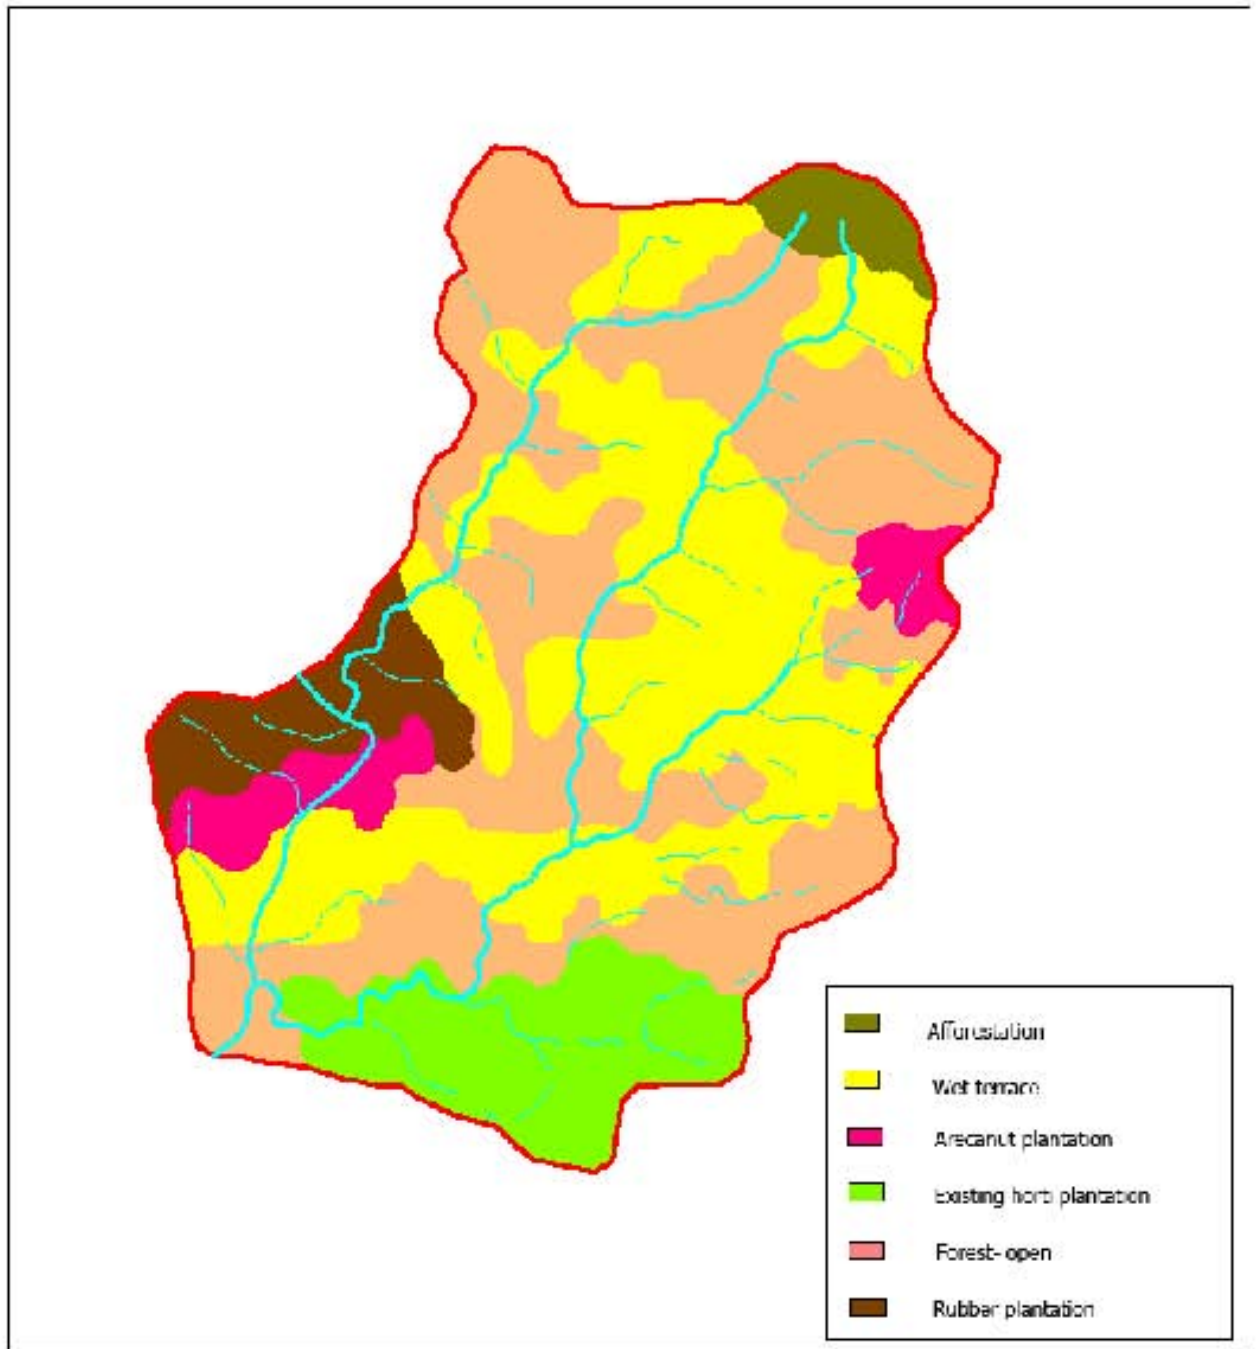 Afforestation
Wet terrace
Arecanut plantation
Existing horti plantation
Forest- open
Rubber plantation